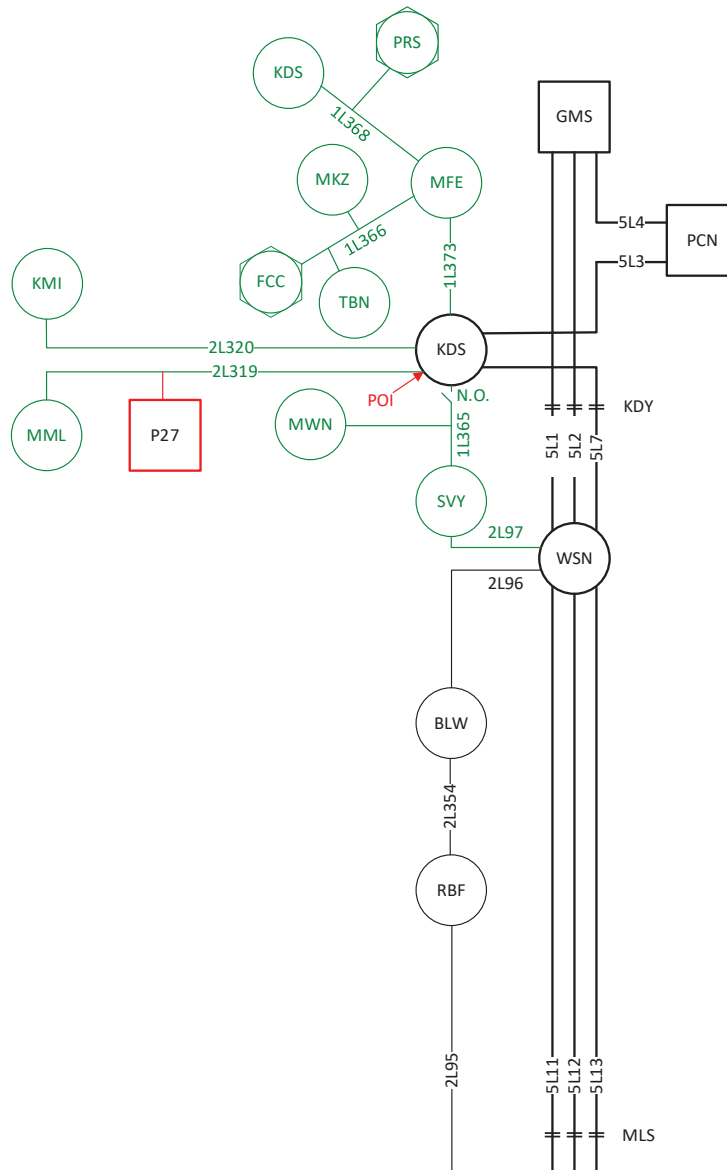 PRS
KDS
GMS
1L368
MKZ
MFE
1L366
5L4
PCN
5L3
FCC
TBN
1L373
KMI
2L320
KDS
2L319
POI
N.O.
KDY
MML
P27
MWN
1L365
5L1
5L2
5L7
SVY
2L97
WSN
2L96
BLW
2L354
RBF
2L95
5L11
5L12
5L13
MLS